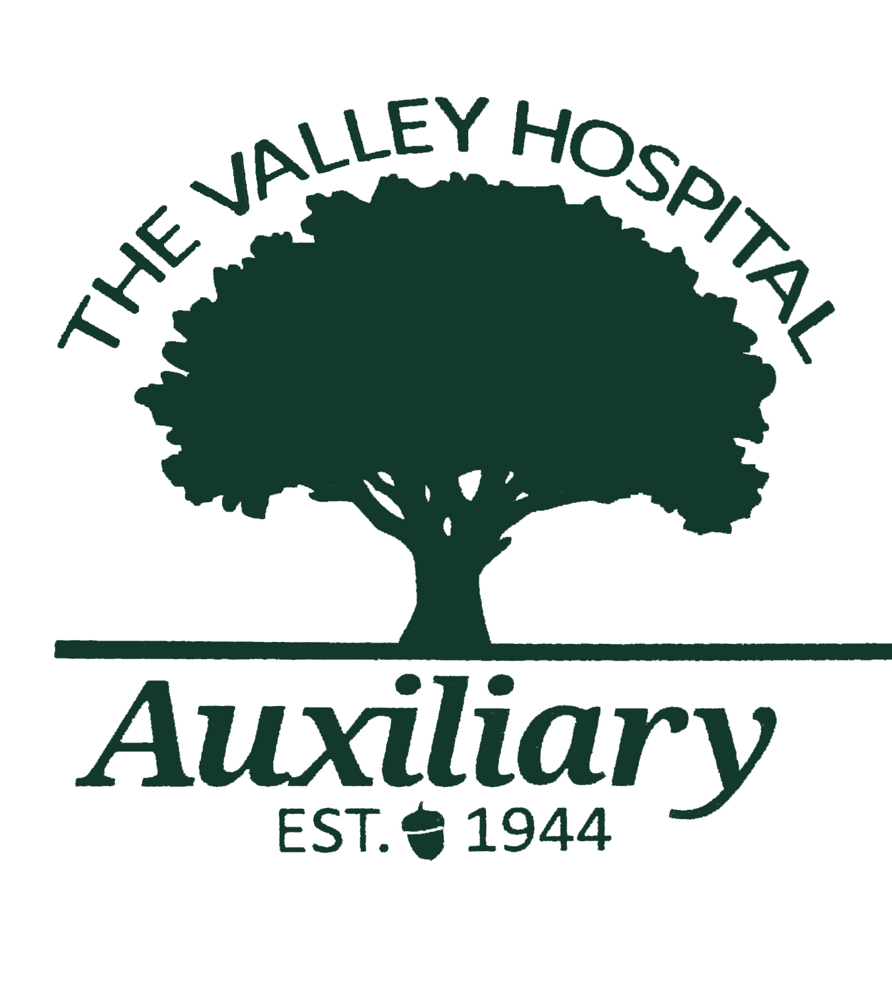 THE VALLEY HOSPITAL
Auxiliary
EST. 1944